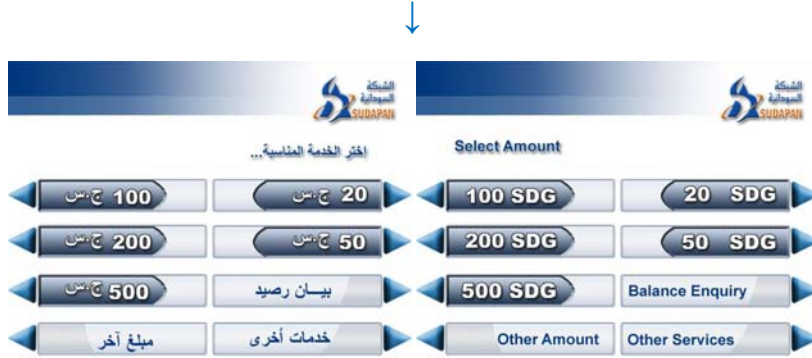 الشبكة
السودانية
SUDAPAN
اختر الخدمة المناسبة...
20 ج.س
100 ج.س
50 ج.س
200 ج.س
بيـــان رصيد
500 ج.س
خدمات أخرى
مبلغ آخر
الشبكة
السودانية
SUDAPAN
Select Amount
100 SDG
20 SDG
200 SDG
50 SDG
500 SDG
Balance Enquiry
Other Amount
Other Services